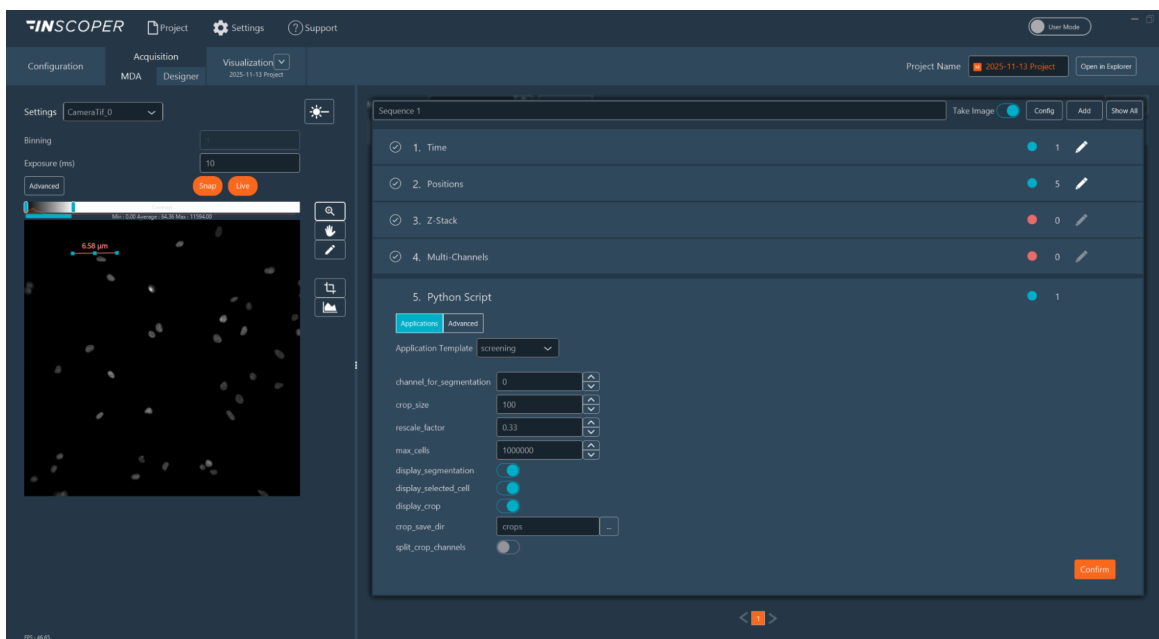 INSCOPER Project Settings Support User Mode
Configuration Acquisition Visualization
MDA Designer 2025-11-13 Project
Project Name 2025-11-13 Project Open in Explorer
Settings CameraTif_0
Binning
Exposure (ms) 10
Advanced Snap Live
Min : 0.00 Average : 64.36 Max : 11594.00
6.58 µm
Sequence 1 Take Image Config Add Show All
1. Time 1
2. Positions 5
3. Z-Stack 0
4. Multi-Channels 0
5. Python Script 1
Applications Advanced
Application Template screening
channel_for_segmentation 0
crop_size 100
rescale_factor 0.33
max_cells 1000000
display_segmentation
display_selected_cell
display_crop
crop_save_dir crops ...
split_crop_channels
Confirm
< 1 >
FPS : 46.65